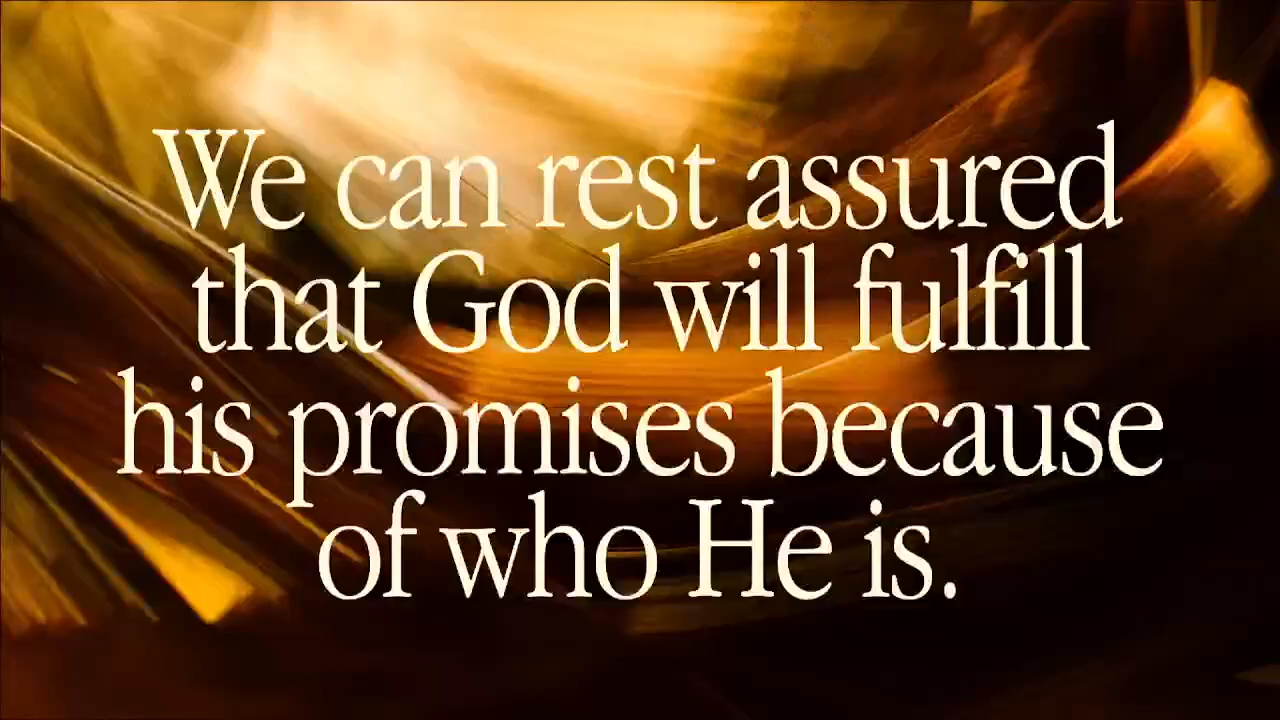 We can rest assured
that God will fulfill
his promises because
of who He is.